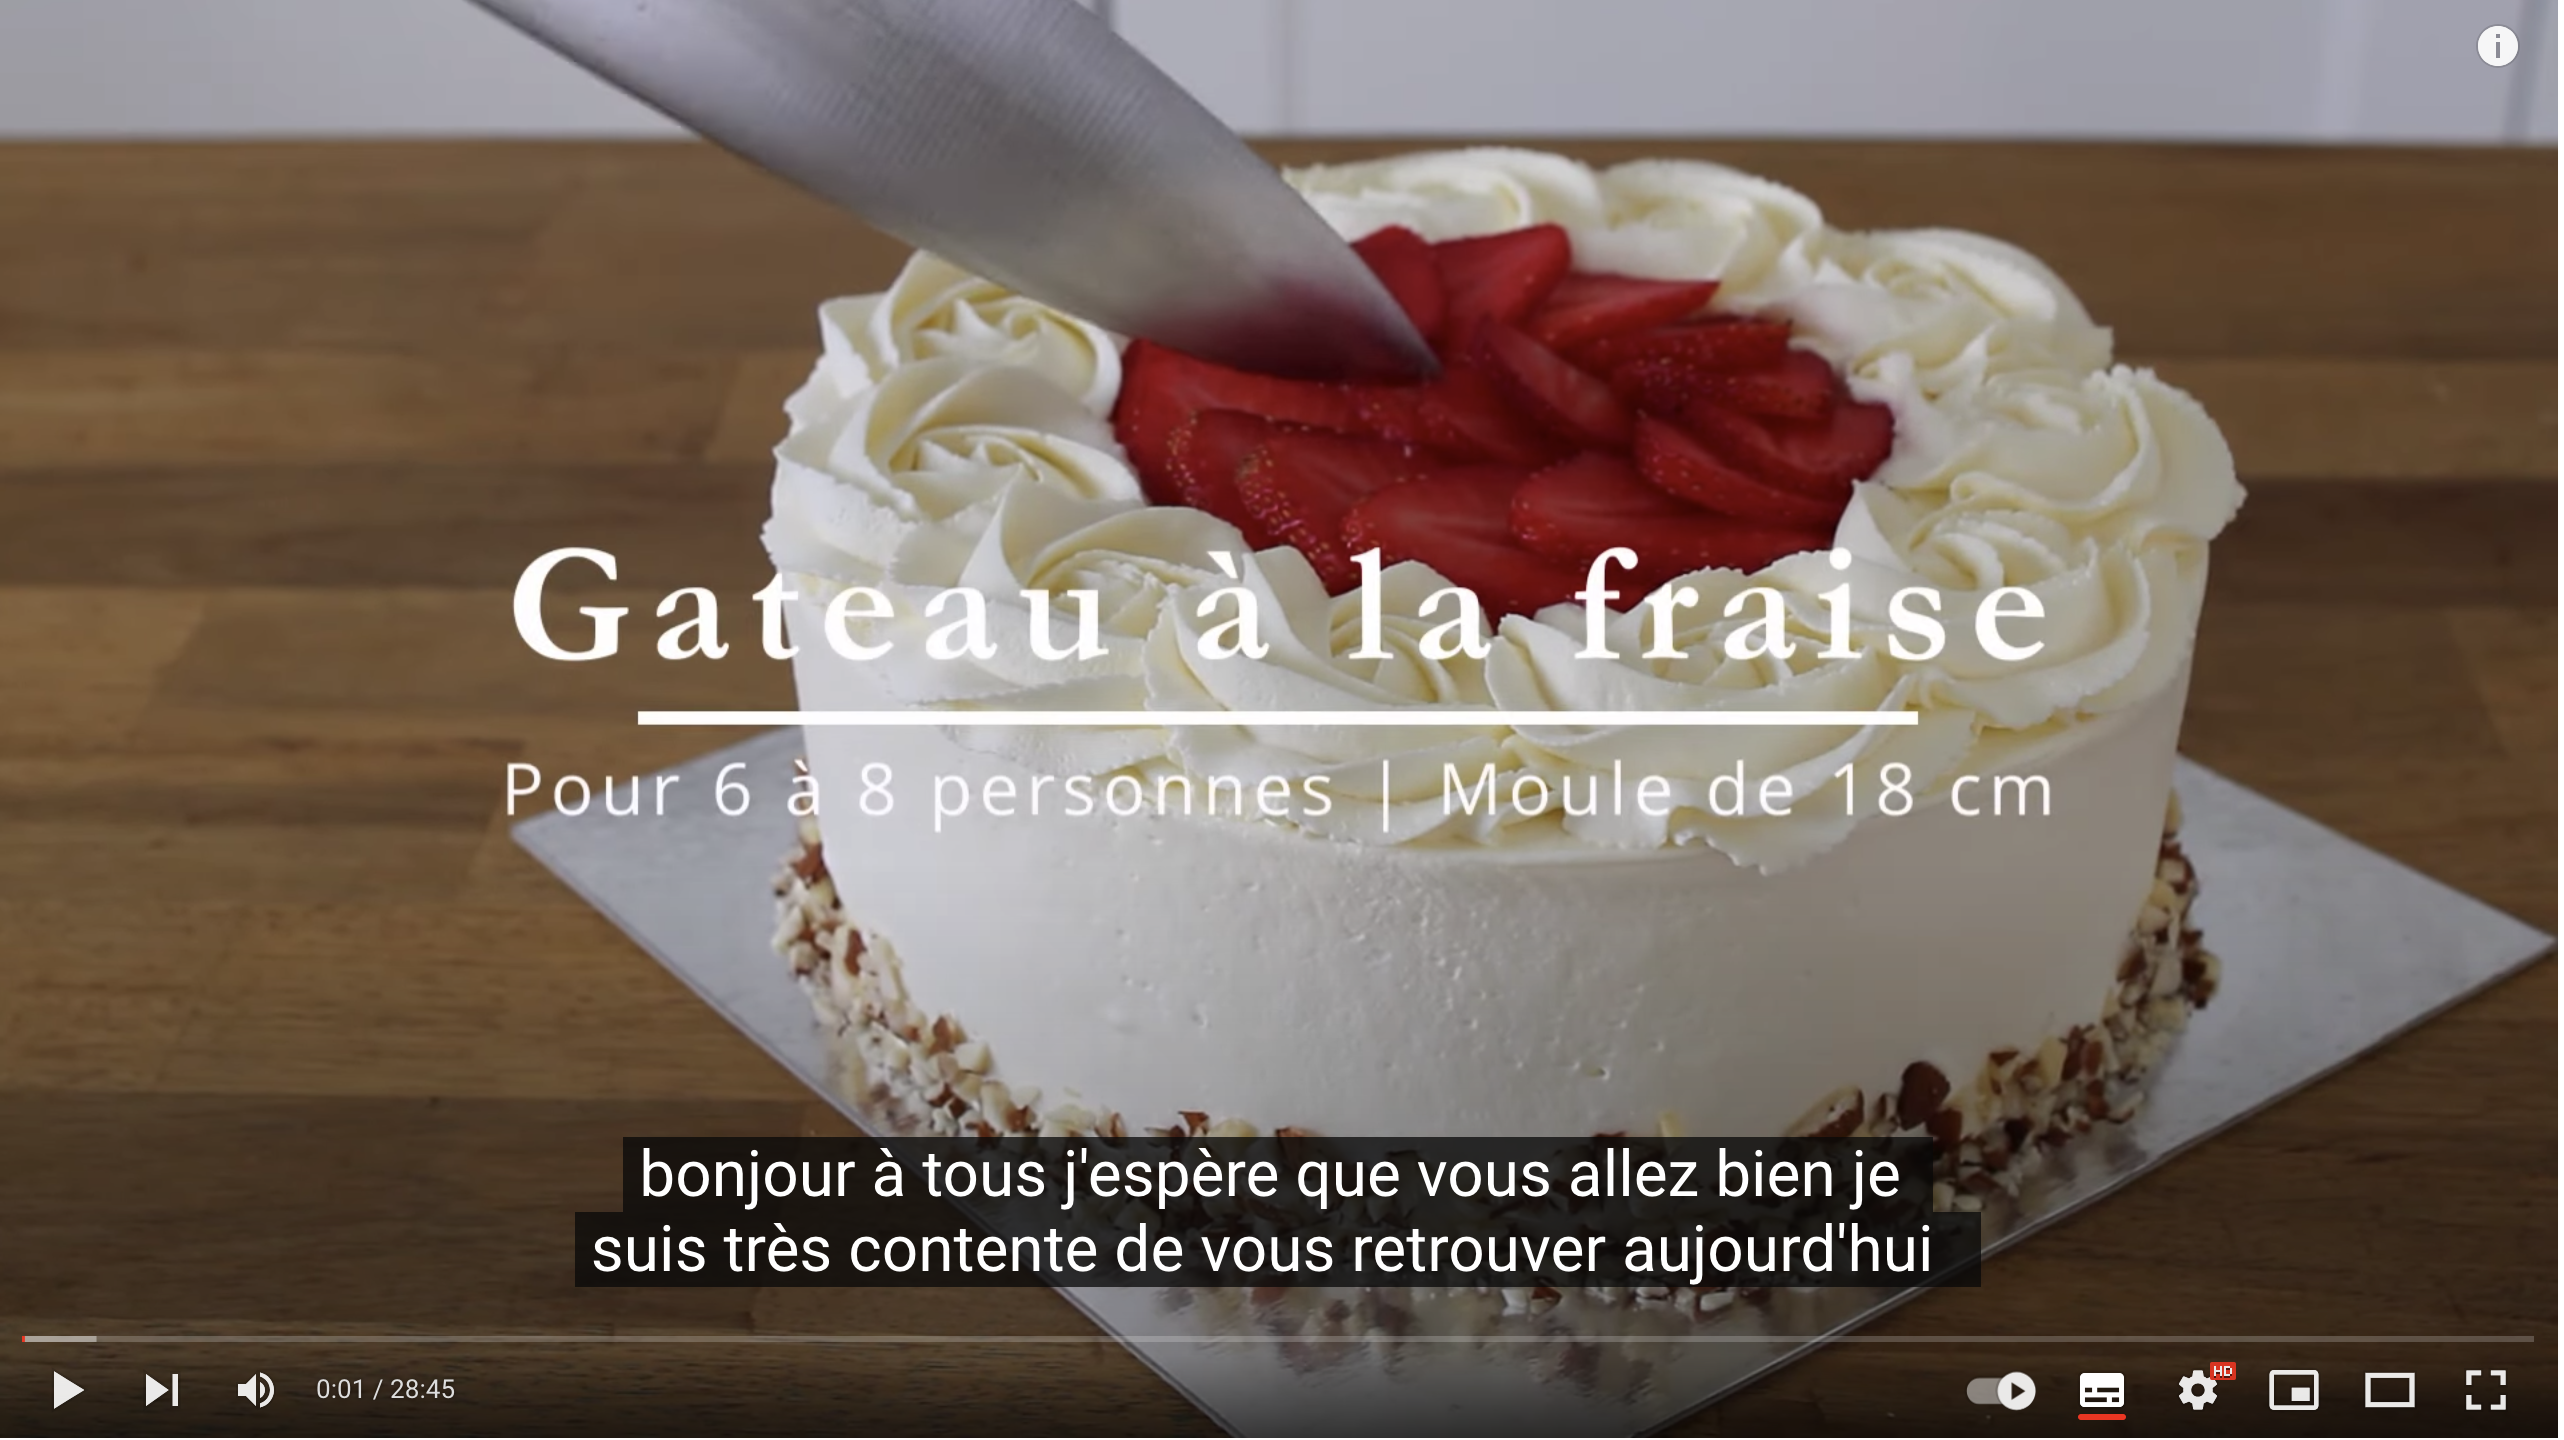 Gateau à la fraise
Pour 6 à 8 personnes | Moule de 18 cm
bonjour à tous j'espère que vous allez bien je
suis très contente de vous retrouver aujourd'hui
0:01 / 28:45
HD